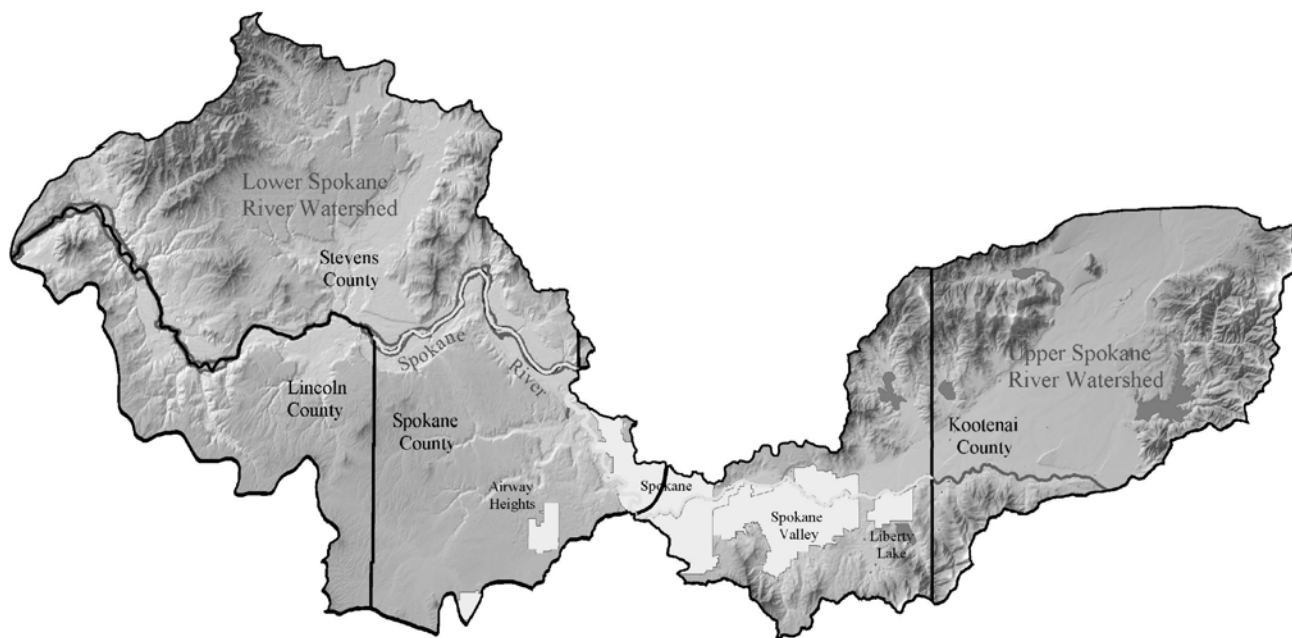 Lower Spokane
River Watershed
Stevens
County
Spokane
River
Lincoln
County
Spokane
County
Airway
Heights
Spokane
Spokane
Valley
Liberty
Lake
Upper Spokane
River Watershed
Kootenai
County